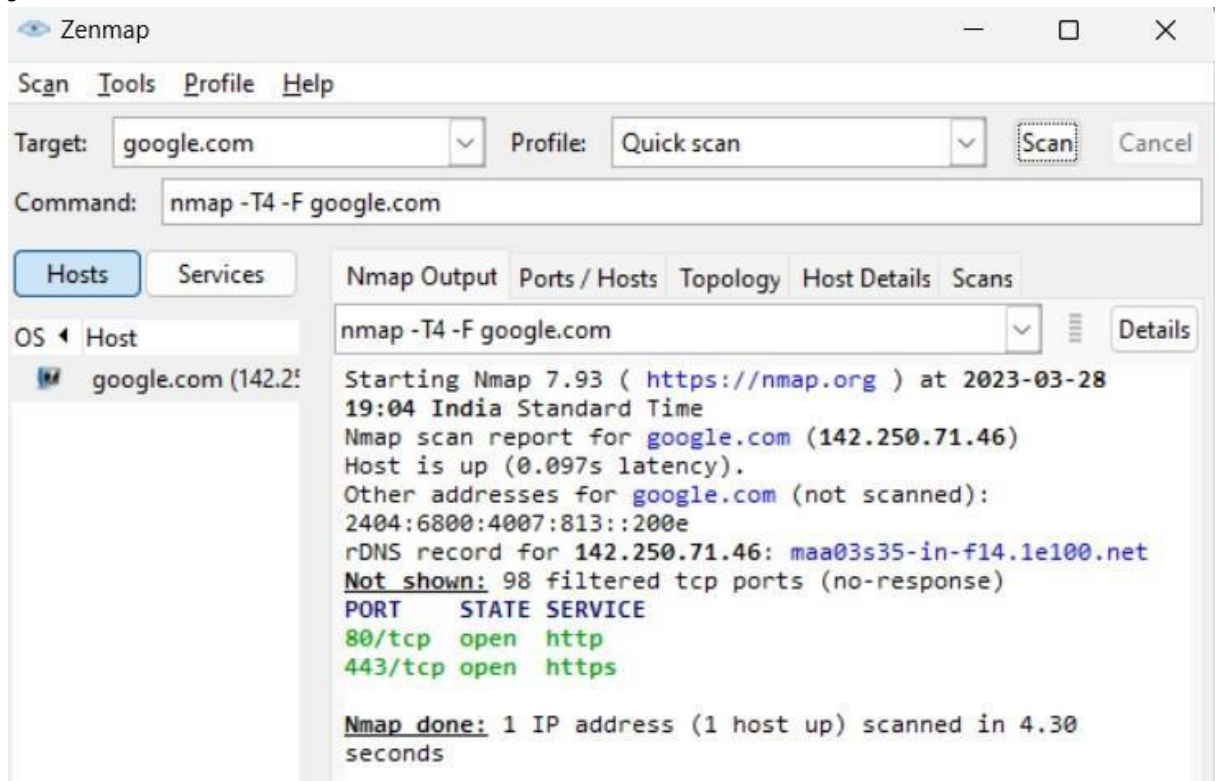 Zenmap
Scan Tools Profile Help
Target: google.com Profile: Quick scan Scan Cancel
Command: nmap -T4 -F google.com
Hosts Services Nmap Output Ports / Hosts Topology Host Details Scans
OS Host nmap -T4 -F google.com Details
google.com (142.25
Starting Nmap 7.93 ( https://nmap.org ) at 2023-03-28
19:04 India Standard Time
Nmap scan report for google.com (142.250.71.46)
Host is up (0.097s latency).
Other addresses for google.com (not scanned):
2404:6800:4007:813::200e
rDNS record for 142.250.71.46: maa03s35-in-f14.1e100.net
Not shown: 98 filtered tcp ports (no-response)
PORT STATE SERVICE
80/tcp open http
443/tcp open https
Nmap done: 1 IP address (1 host up) scanned in 4.30
seconds